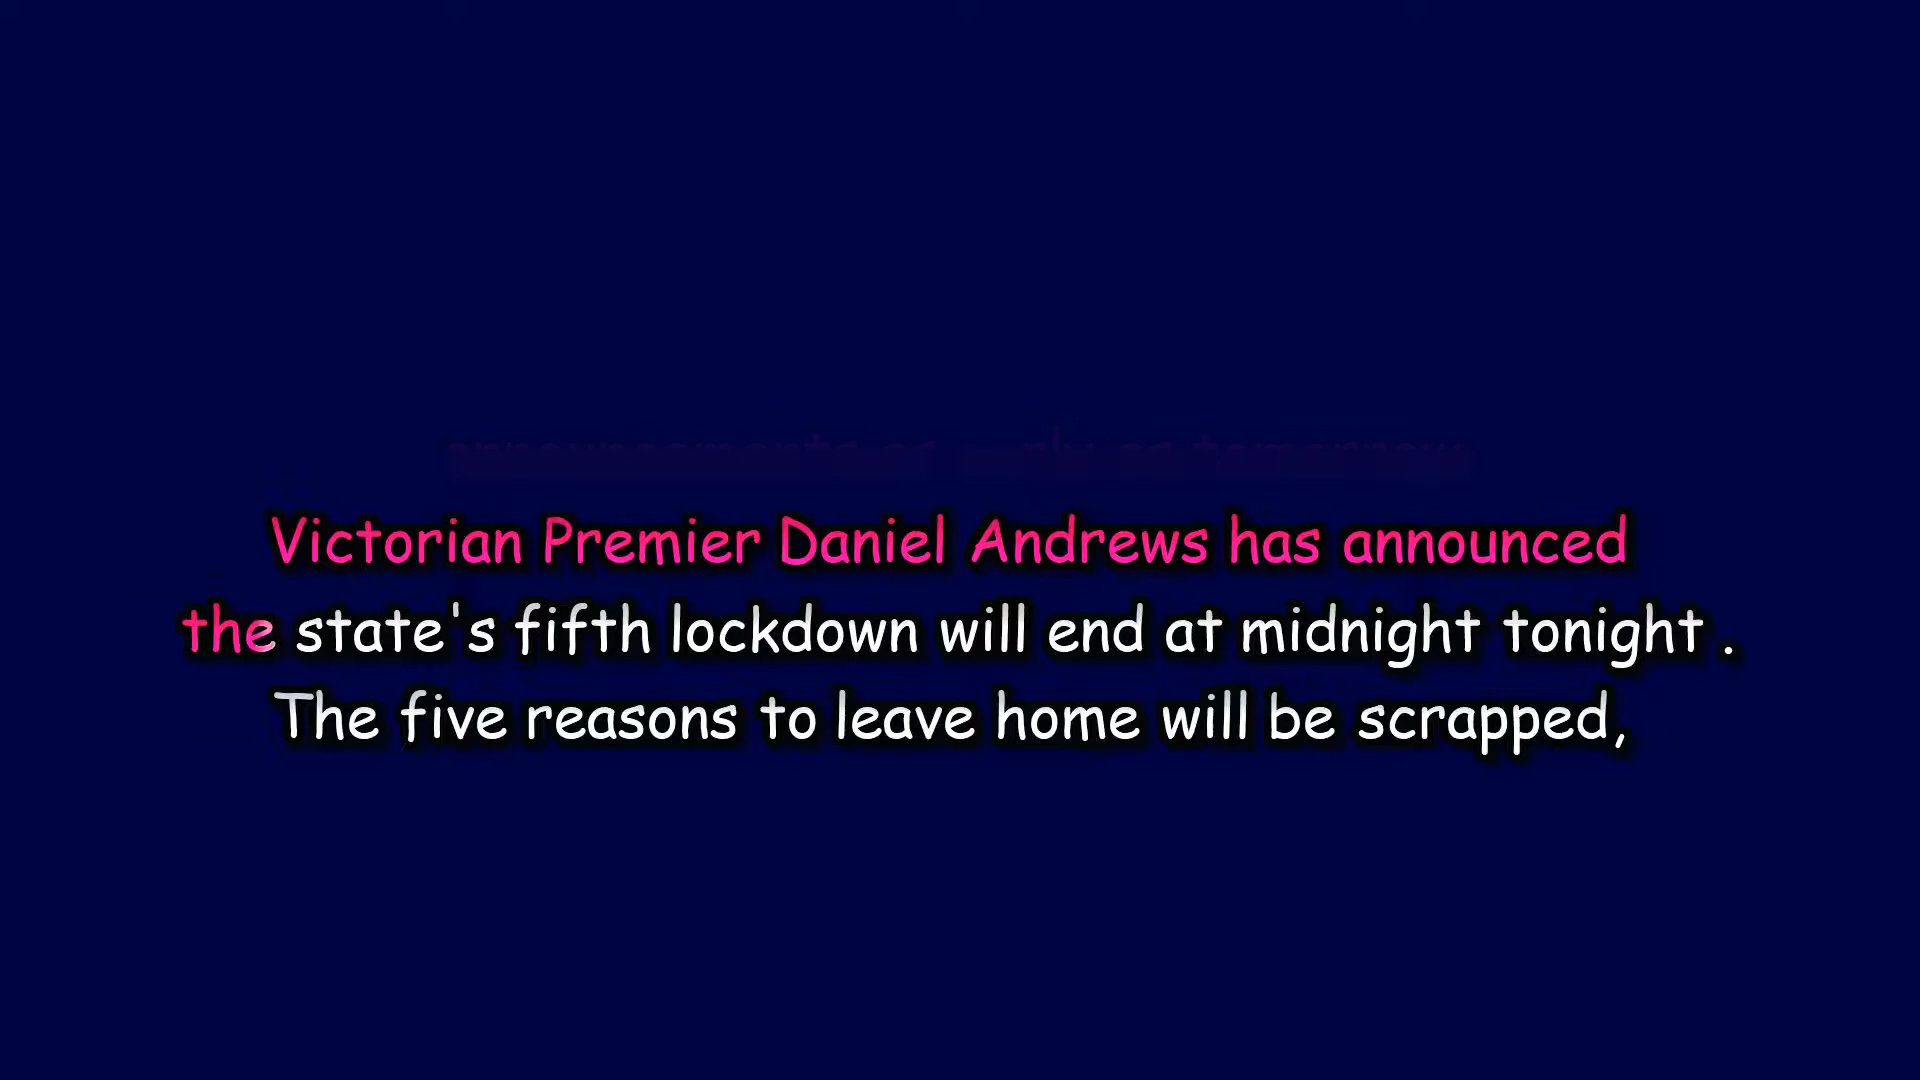 Victorian Premier Daniel Andrews has announced
the state's fifth lockdown will end at midnight tonight .
The five reasons to leave home will be scrapped,